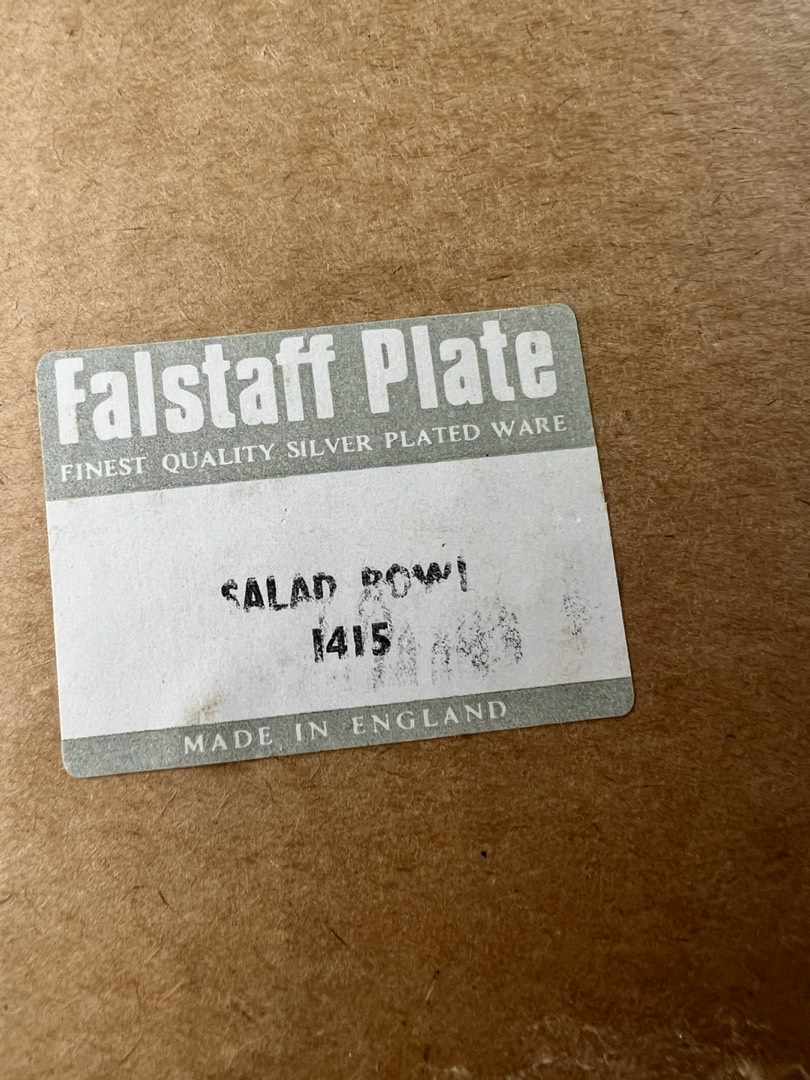 Falstaff Plate
FINEST QUALITY SILVER PLATED WARE
SALAD BOWL
1415
MADE IN ENGLAND